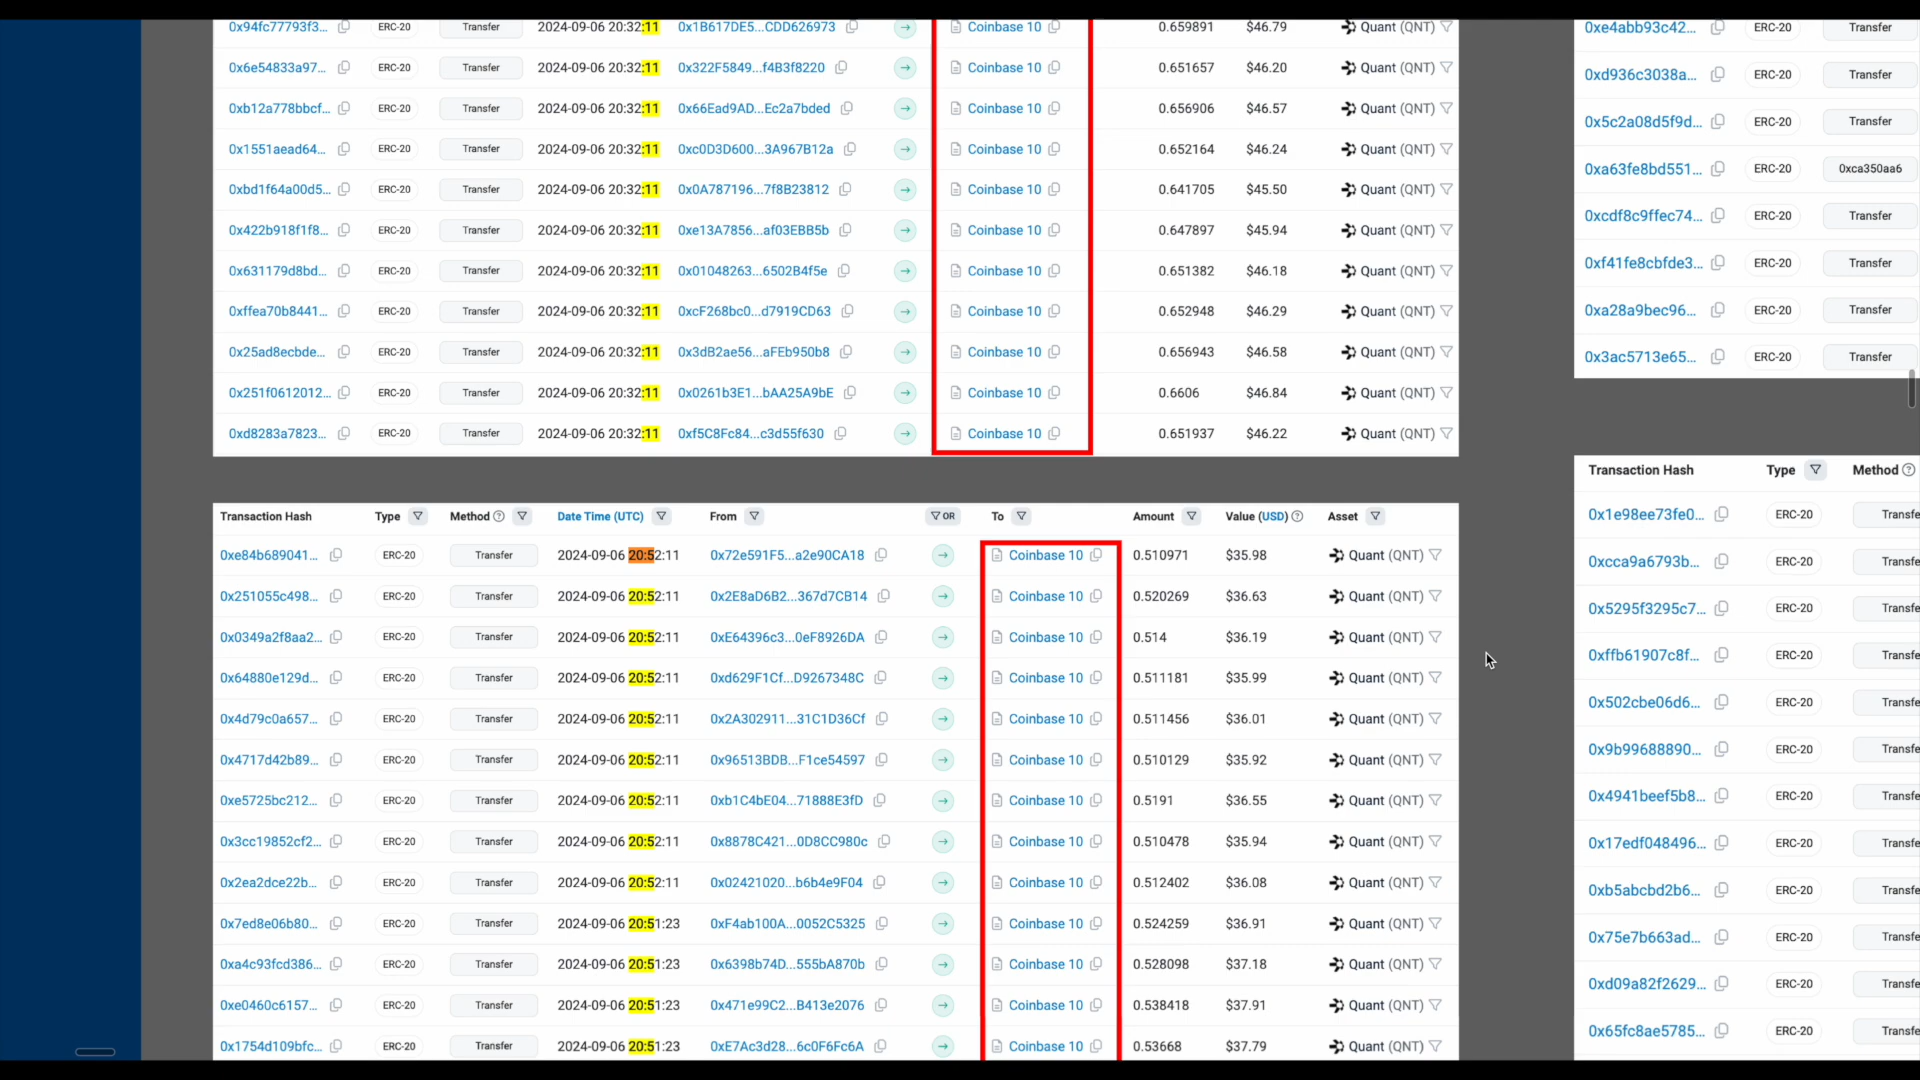 0x94fc77793f3... ERC-20 Transfer 2024-09-06 20:32:11 0x1B617DE5...CDD626973 Coinbase 10 0.659891 $46.79 Quant (QNT)
0x6e54833a97... ERC-20 Transfer 2024-09-06 20:32:11 0x322F5849...f4B3f8220 Coinbase 10 0.651657 $46.20 Quant (QNT)
0xb12a778bbcf... ERC-20 Transfer 2024-09-06 20:32:11 0x66Ead9AD...Ec2a7bded Coinbase 10 0.656906 $46.57 Quant (QNT)
0x1551aead64... ERC-20 Transfer 2024-09-06 20:32:11 0xc0D3D600...3A967B12a Coinbase 10 0.652164 $46.24 Quant (QNT)
0xbd1f64a00d5... ERC-20 Transfer 2024-09-06 20:32:11 0x0A787196...7f8B23812 Coinbase 10 0.641705 $45.50 Quant (QNT)
0x422b918f1f8... ERC-20 Transfer 2024-09-06 20:32:11 0xe13A7856...af03EBB5b Coinbase 10 0.647897 $45.94 Quant (QNT)
0x631179d8bd... ERC-20 Transfer 2024-09-06 20:32:11 0x01048263...6502B4f5e Coinbase 10 0.651382 $46.18 Quant (QNT)
0xffea70b8441... ERC-20 Transfer 2024-09-06 20:32:11 0xcF268bc0...d7919CD63 Coinbase 10 0.652948 $46.29 Quant (QNT)
0x25ad8ecbde... ERC-20 Transfer 2024-09-06 20:32:11 0x3dB2ae56...aFEb950b8 Coinbase 10 0.656943 $46.58 Quant (QNT)
0x251f0612012... ERC-20 Transfer 2024-09-06 20:32:11 0x0261b3E1...bAA25A9bE Coinbase 10 0.6606 $46.84 Quant (QNT)
0xd8283a7823... ERC-20 Transfer 2024-09-06 20:32:11 0xf5C8Fc84...c3d55f630 Coinbase 10 0.651937 $46.22 Quant (QNT)
0xe4abb93c42... ERC-20 Transfer
0xd936c3038a... ERC-20 Transfer
0x5c2a08d5f9d... ERC-20 Transfer
0xa63fe8bd551... ERC-20 0xca350aa6
0xcdf8c9ffec74... ERC-20 Transfer
0xf41fe8cbfde3... ERC-20 Transfer
0xa28a9bec96... ERC-20 Transfer
0x3ac5713e65... ERC-20 Transfer
Transaction Hash Type Method Date Time (UTC) From OR To Amount Value (USD) Asset
0xe84b689041... ERC-20 Transfer 2024-09-06 20:52:11 0x72e591F5...a2e90CA18 Coinbase 10 0.510971 $35.98 Quant (QNT)
0x251055c498... ERC-20 Transfer 2024-09-06 20:52:11 0x2E8aD6B2...367d7CB14 Coinbase 10 0.520269 $36.63 Quant (QNT)
0x0349a2f8aa2... ERC-20 Transfer 2024-09-06 20:52:11 0xE64396c3...0eF8926DA Coinbase 10 0.514 $36.19 Quant (QNT)
0x64880e129d... ERC-20 Transfer 2024-09-06 20:52:11 0xd629F1Cf...D9267348C Coinbase 10 0.511181 $35.99 Quant (QNT)
0x4d79c0a657... ERC-20 Transfer 2024-09-06 20:52:11 0x2A302911...31C1D36Cf Coinbase 10 0.511456 $36.01 Quant (QNT)
0x4717d42b89... ERC-20 Transfer 2024-09-06 20:52:11 0x96513BDB...F1ce54597 Coinbase 10 0.510129 $35.92 Quant (QNT)
0xe5725bc212... ERC-20 Transfer 2024-09-06 20:52:11 0xb1C4bE04...71888E3fD Coinbase 10 0.5191 $36.55 Quant (QNT)
0x3cc19852cf2... ERC-20 Transfer 2024-09-06 20:52:11 0x8878C421...0D8CC980c Coinbase 10 0.510478 $35.94 Quant (QNT)
0x2ea2dce22b... ERC-20 Transfer 2024-09-06 20:52:11 0x02421020...b6b4e9F04 Coinbase 10 0.512402 $36.08 Quant (QNT)
0x7ed8e06b80... ERC-20 Transfer 2024-09-06 20:51:23 0xF4ab100A...0052C5325 Coinbase 10 0.524259 $36.91 Quant (QNT)
0xa4c93fcd386... ERC-20 Transfer 2024-09-06 20:51:23 0x6398b74D...555bA870b Coinbase 10 0.528098 $37.18 Quant (QNT)
0xe0460c6157... ERC-20 Transfer 2024-09-06 20:51:23 0x471e99C2...B413e2076 Coinbase 10 0.538418 $37.91 Quant (QNT)
0x1754d109bfc... ERC-20 Transfer 2024-09-06 20:51:23 0xE7Ac3d28...6c0F6Fc6A Coinbase 10 0.53668 $37.79 Quant (QNT)
Transaction Hash Type Method
0x1e98ee73fe0... ERC-20 Transfe
0xcca9a6793b... ERC-20 Transfe
0x5295f3295c7... ERC-20 Transfe
0xffb61907c8f... ERC-20 Transfe
0x502cbe06d6... ERC-20 Transfe
0x9b99688890... ERC-20 Transfe
0x4941beef5b8... ERC-20 Transfe
0x17edf048496... ERC-20 Transfe
0xb5abcbd2b6... ERC-20 Transfe
0x75e7b663ad... ERC-20 Transfe
0xd09a82f2629... ERC-20 Transfe
0x65fc8ae5785... ERC-20 Transfe